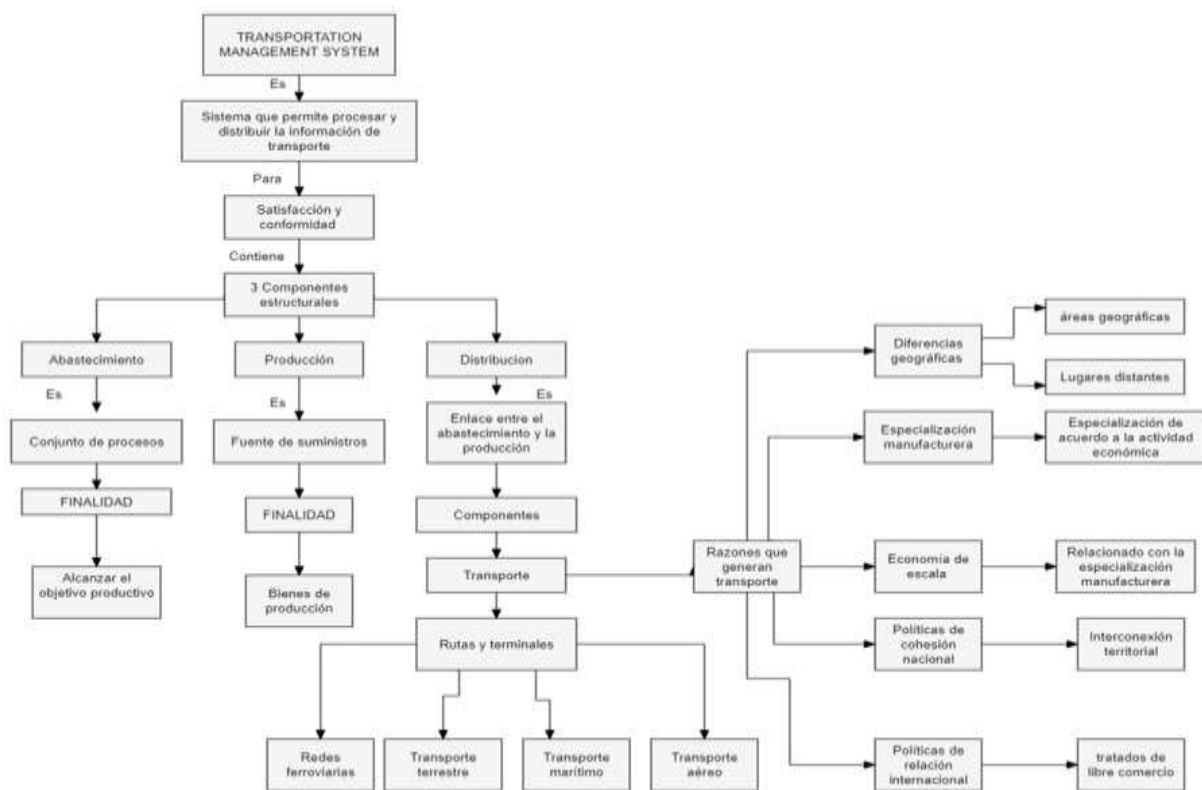 TRANSPORTATION
MANAGEMENT SYSTEM
Es
Sistema que permite procesar y
distribuir la información de
transporte
Para
Satisfacción y
conformidad
Contiene
3 Componentes
estructurales
Abastecimiento
Producción
Distribucion
Es
Es
Es
Conjunto de procesos
Fuente de suministros
Enlace entre el
abastecimiento y la
producción
FINALIDAD
FINALIDAD
Componentes
Alcanzar el
objetivo productivo
Bienes de
producción
Transporte
Rutas y terminales
Redes
ferroviarias
Transporte
terrestre
Transporte
marítimo
Transporte
aéreo
Razones que
generan
transporte
Diferencias
geográficas
áreas geográficas
Lugares distantes
Especialización
manufacturera
Especialización de
acuerdo a la actividad
económica
Economía de
escala
Relacionado con la
especialización
manufacturera
Políticas de
cohesión
nacional
Interconexión
territorial
Políticas de
relación
internacional
tratados de
libre comercio